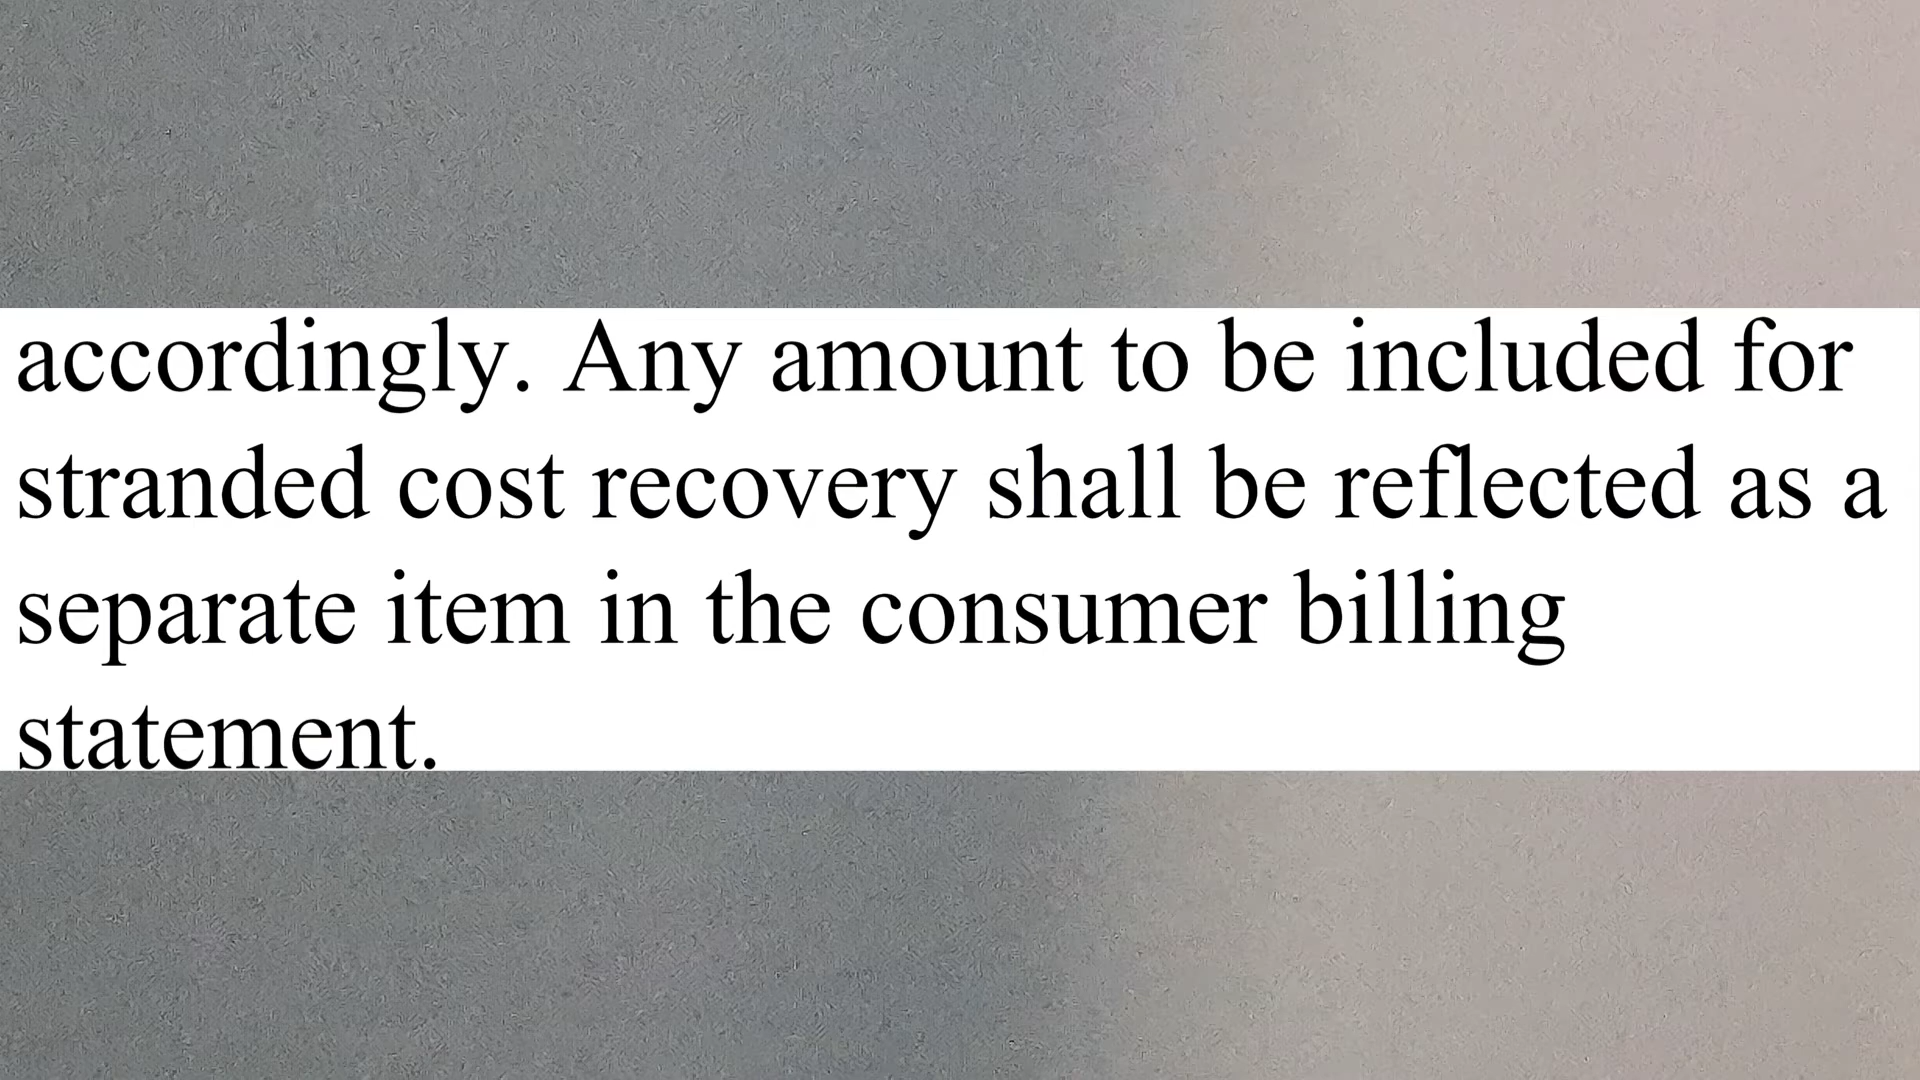 accordingly. Any amount to be included for
stranded cost recovery shall be reflected as a
separate item in the consumer billing
statement.